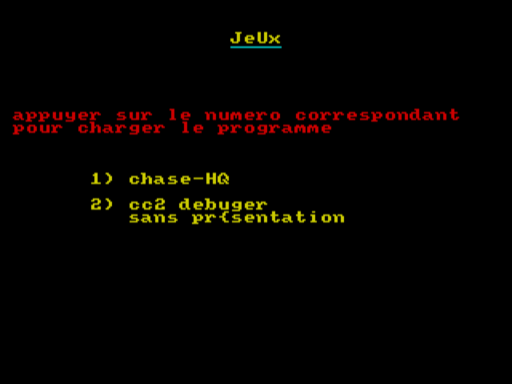 JeUx
appuyer sur le numero correspondant
pour charger le programme
1) chase-HQ
2) cc2 debuger
sans pr{sentation